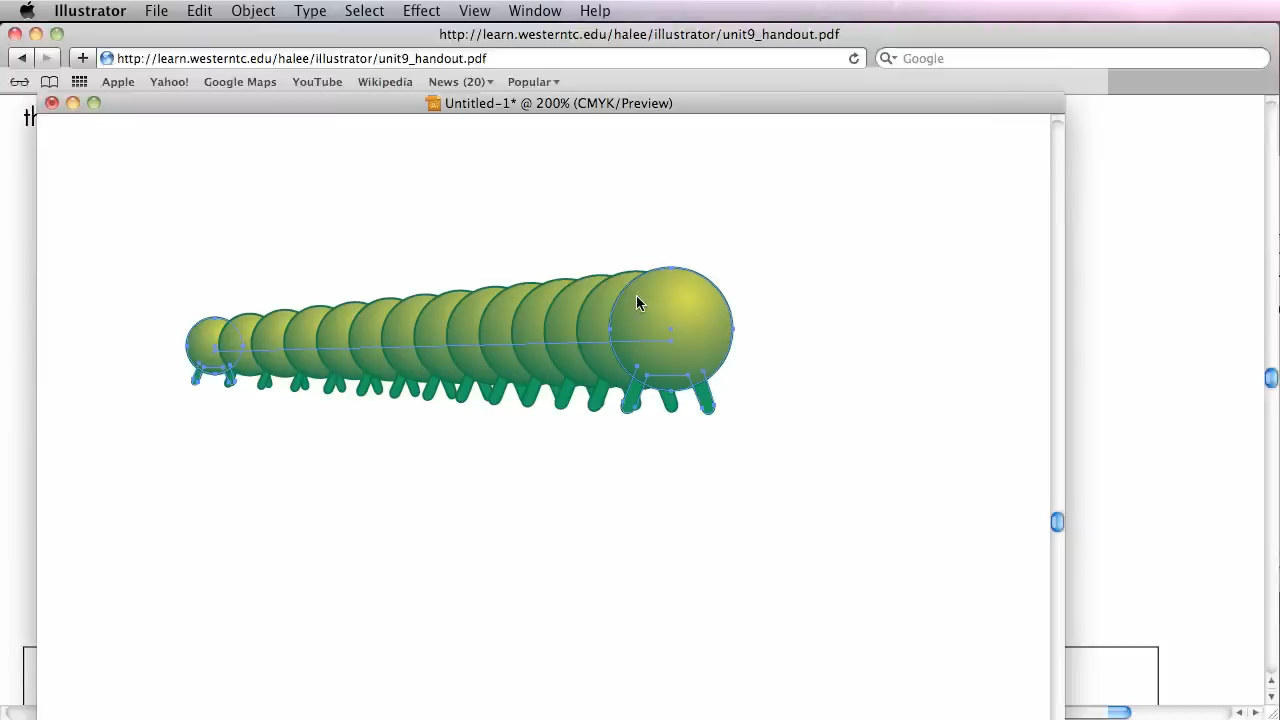 Illustrator File Edit Object Type Select Effect View Window Help
http://learn.westerntc.edu/halee/illustrator/unit9_handout.pdf
http://learn.westerntc.edu/halee/illustrator/unit9_handout.pdf Google
Apple Yahoo! Google Maps YouTube Wikipedia News (20) Popular
Untitled-1* @ 200% (CMYK/Preview)
th